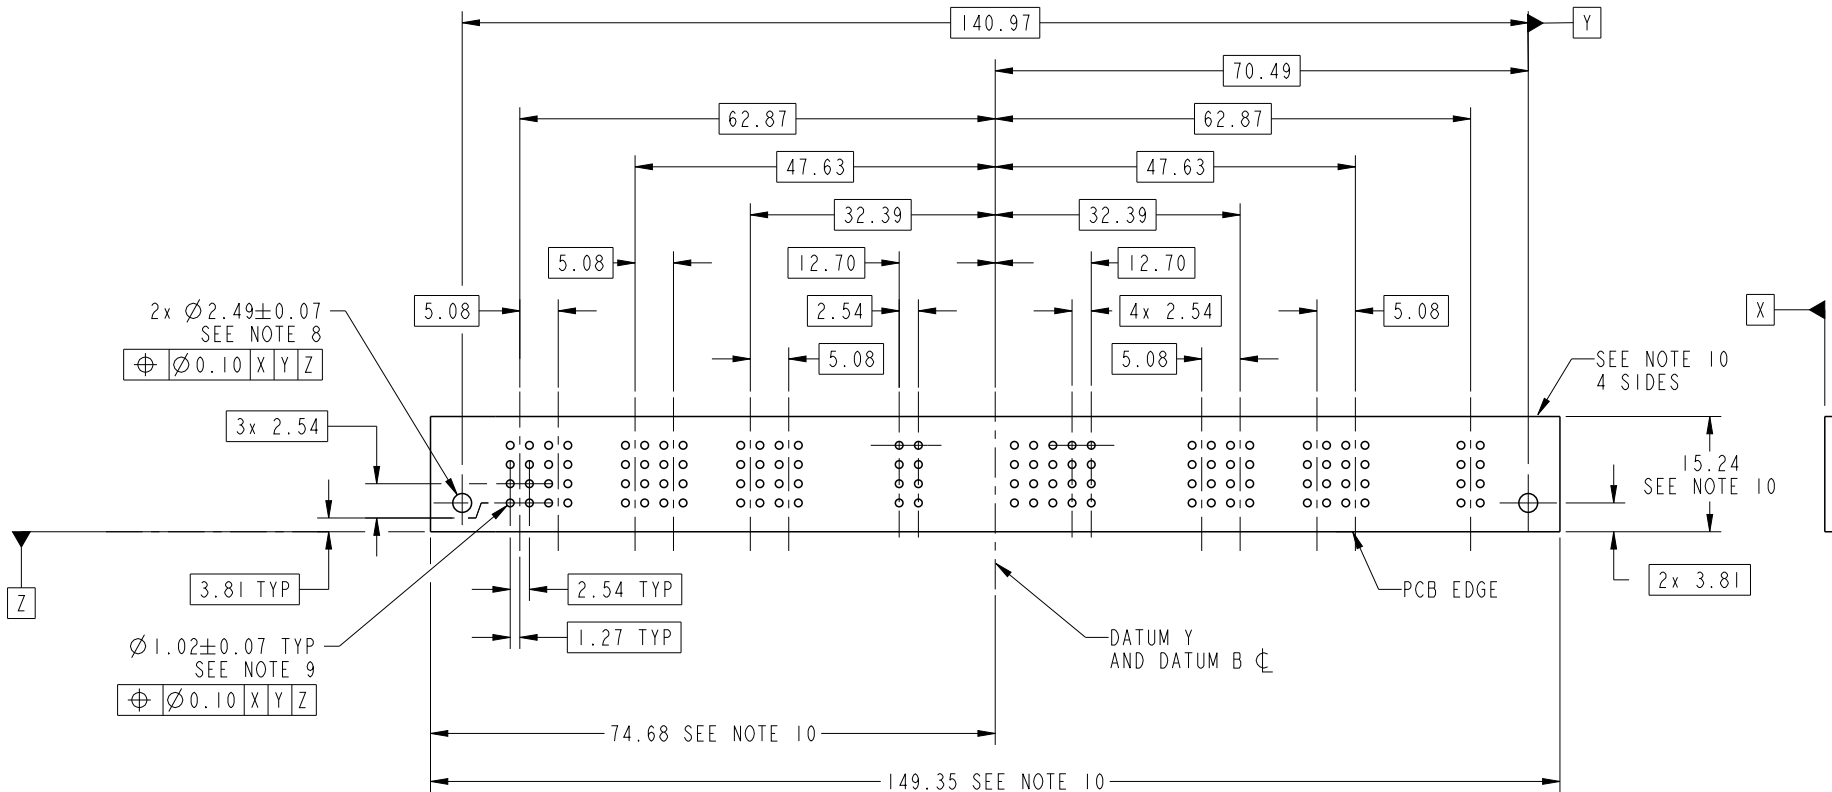 140.97
Y
70.49
62.87
62.87
47.63
47.63
32.39
32.39
5.08
12.70
12.70
5.08
2.54
4x 2.54
5.08
X
2x Ø2.49±0.07
SEE NOTE 8
⌖ Ø0.10 X Y Z
5.08
5.08
SEE NOTE 10
4 SIDES
3x 2.54
15.24
SEE NOTE 10
Z
3.81 TYP
2.54 TYP
PCB EDGE
2x 3.81
1.27 TYP
Ø1.02±0.07 TYP
SEE NOTE 9
⌖ Ø0.10 X Y Z
DATUM Y
AND DATUM B ℄
74.68 SEE NOTE 10
149.35 SEE NOTE 10